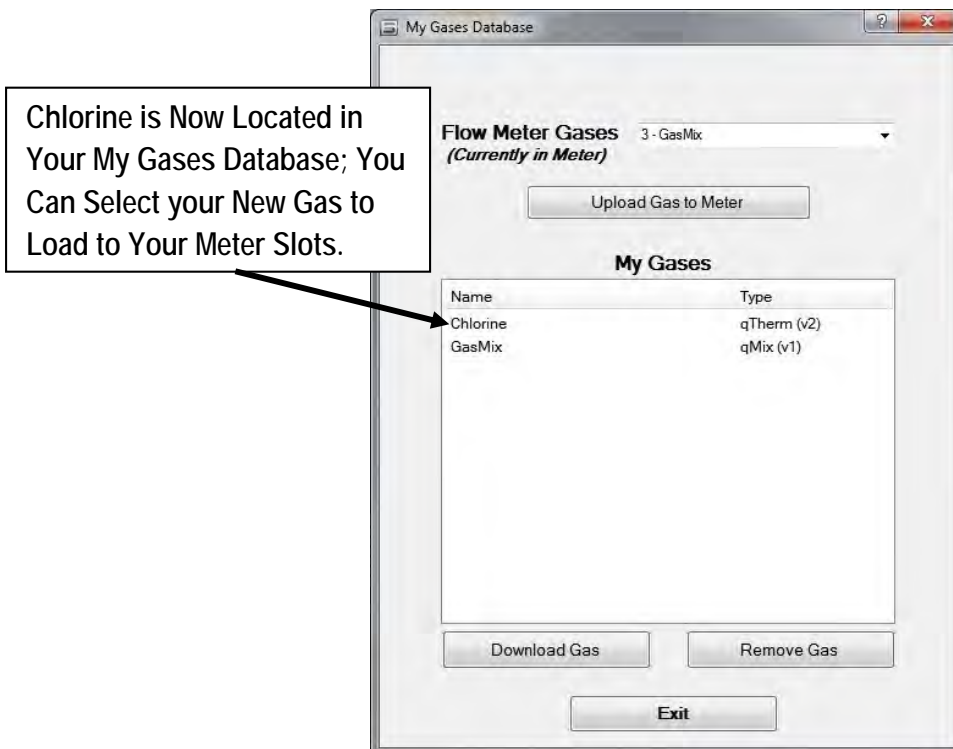 My Gases Database
?
X
Chlorine is Now Located in
Your My Gases Database; You
Can Select your New Gas to
Load to Your Meter Slots.
Flow Meter Gases 3 - GasMix
(Currently in Meter)
Upload Gas to Meter
My Gases
Name Type
Chlorine qTherm (v2)
GasMix qMix (v1)
Download Gas Remove Gas
Exit